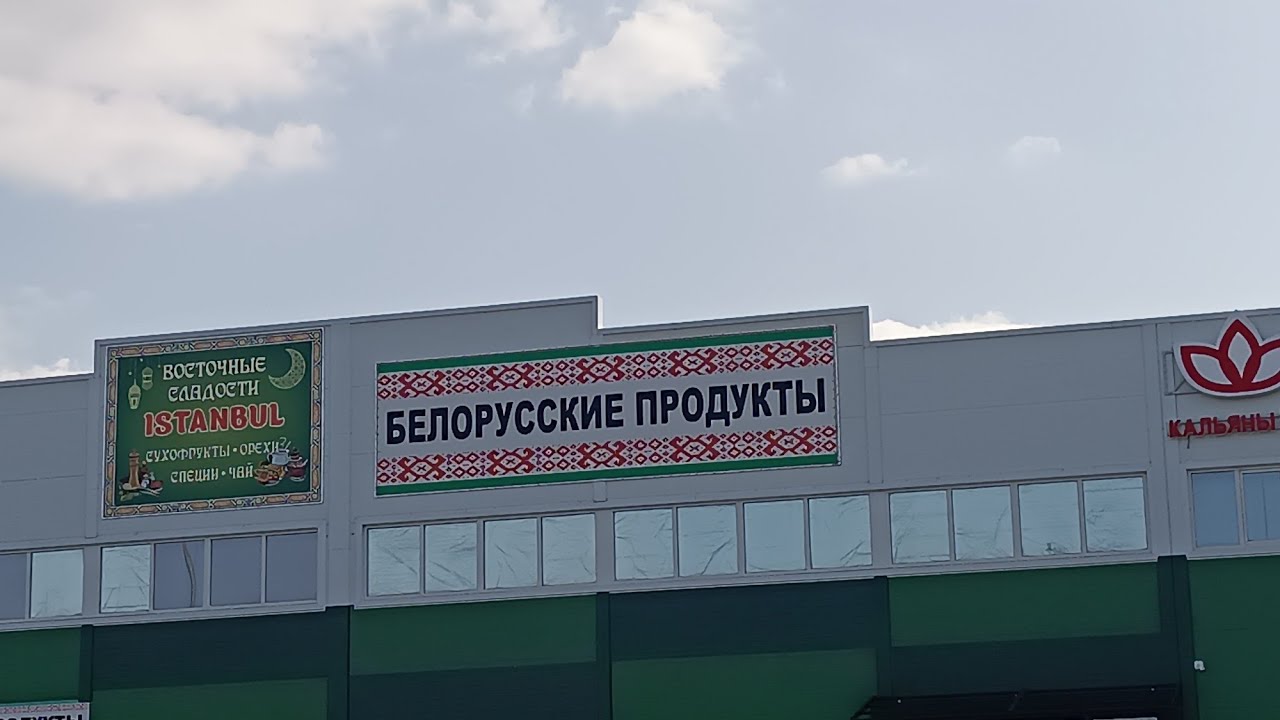 ВОСТОЧНЫЕ
СЛАДОСТИ
ISTANBUL
СУХОФРУКТЫ • ОРЕХИ
СПЕЦИИ • ЧАЙ
БЕЛОРУССКИЕ ПРОДУКТЫ
КАЛЬЯНЫ